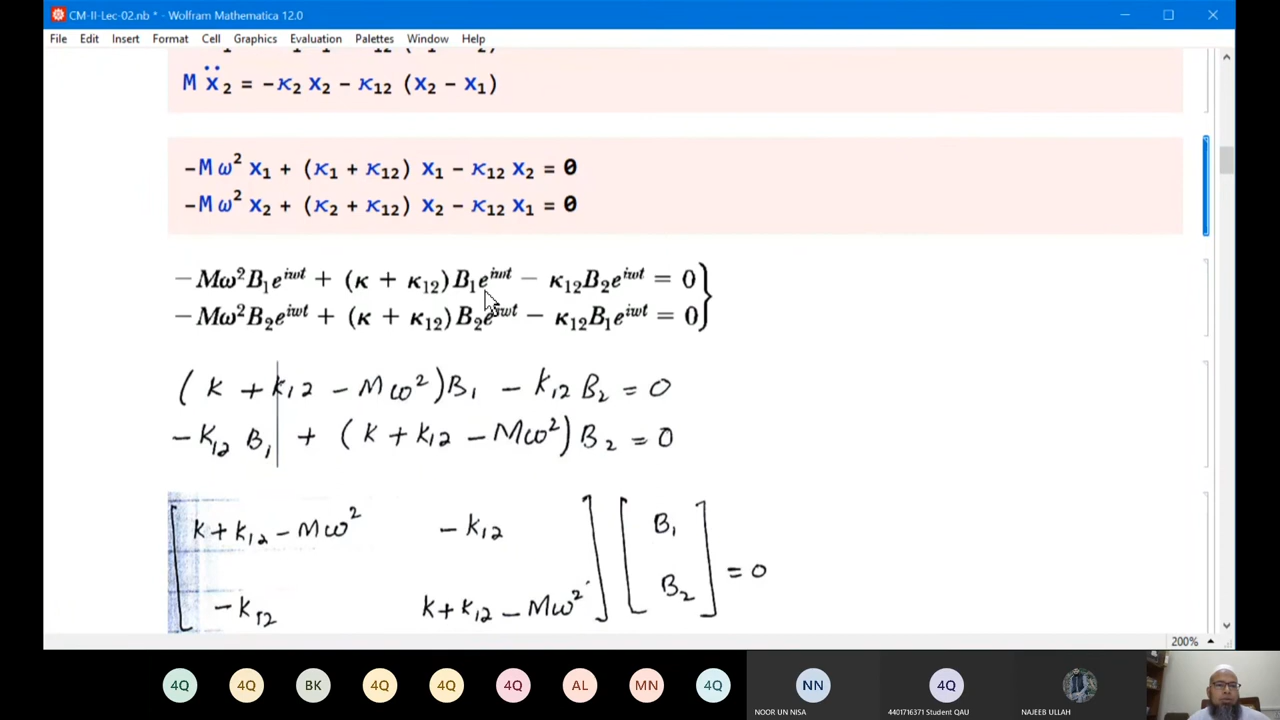 CM-II-Lec-02.nb * - Wolfram Mathematica 12.0
File Edit Insert Format Cell Graphics Evaluation Palettes Window Help
M ẍ₂ = -κ₂ x₂ - κ₁₂ (x₂ - x₁)
-M ω² x₁ + (κ₁ + κ₁₂) x₁ - κ₁₂ x₂ = 0
-M ω² x₂ + (κ₂ + κ₁₂) x₂ - κ₁₂ x₁ = 0
-Mω²B₁e^{iωt} + (κ + κ₁₂)B₁e^{iωt} - κ₁₂B₂e^{iωt} = 0
-Mω²B₂e^{iωt} + (κ + κ₁₂)B₂e^{iωt} - κ₁₂B₁e^{iωt} = 0}
(K + K₁₂ - Mω²)B₁ - K₁₂ B₂ = 0
-K₁₂ B₁ + (K + K₁₂ - Mω²) B₂ = 0
[K + K₁₂ - Mω² -K₁₂] [B₁]
= 0
[-K₁₂ K + K₁₂ - Mω²] [B₂]
200%
4Q 4Q BK 4Q 4Q 4Q AL MN 4Q NN 4Q
NOOR UN NISA 4401716371 Student QAU NAJEEB ULLAH